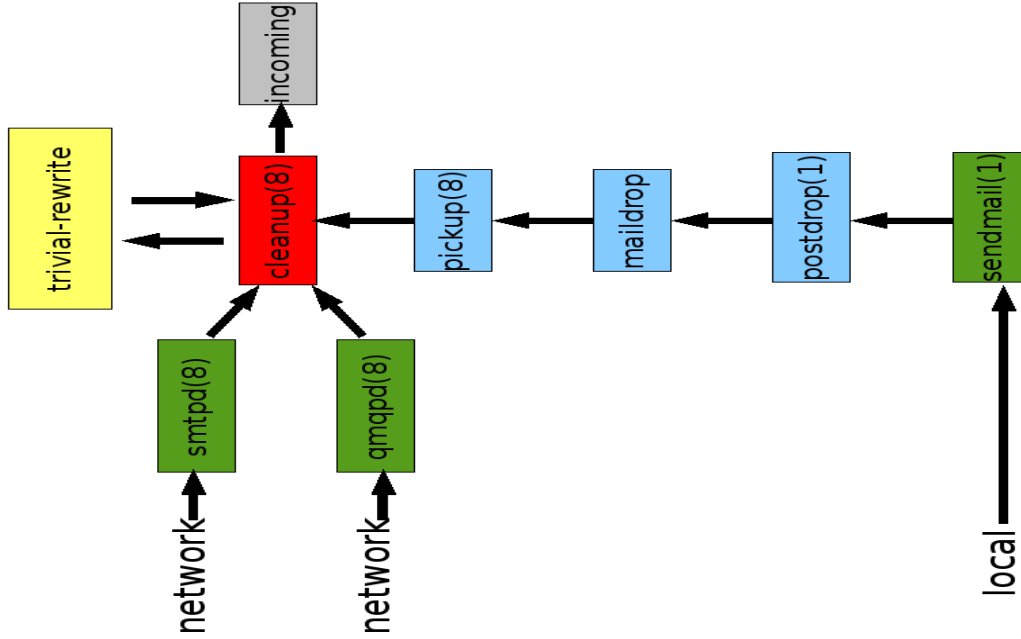 trivial-rewrite
network
smtpd(8)
cleanup(8)
incoming
network
qmqpd(8)
pickup(8)
maildrop
postdrop(1)
local
sendmail(1)